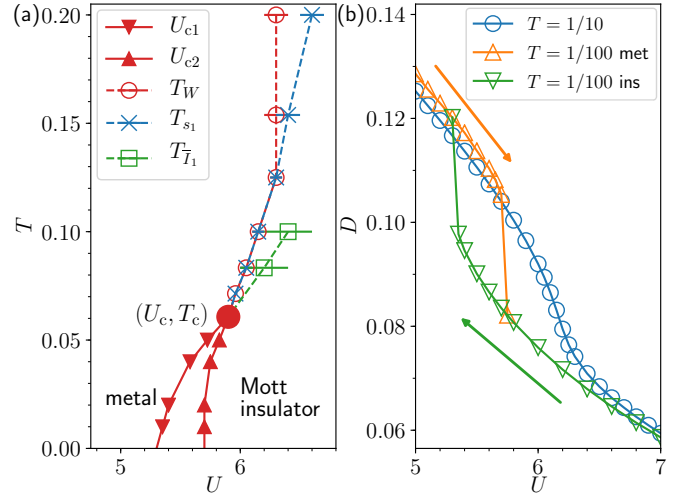 (a)
U_c1
U_c2
T_W
T_s₁
T_Ī₁
(U_c, T_c)
metal
Mott
insulator
T
0.20
0.15
0.10
0.05
0.00
5
6
U
(b)
T = 1/10
T = 1/100 met
T = 1/100 ins
D
0.14
0.12
0.10
0.08
0.06
5
6
7
U